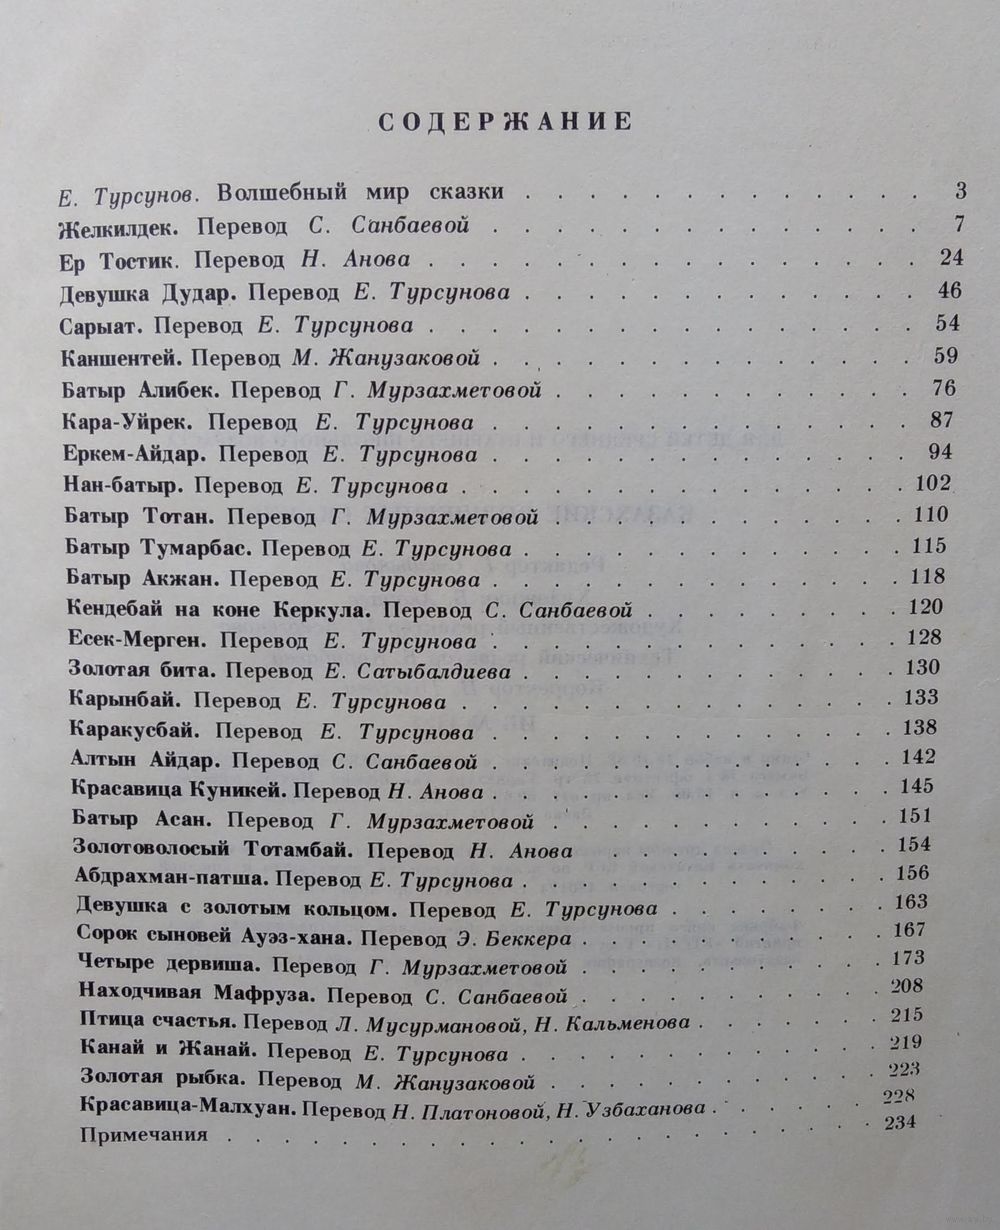 СОДЕРЖАНИЕ
Е. Турсунов. Волшебный мир сказки . . . . . . . . . . . . . . . 3
Желкилдек. Перевод С. Санбаевой . . . . . . . . . . . . . . . . 7
Ер Тостик. Перевод Н. Анова . . . . . . . . . . . . . . . . . . 24
Девушка Дудар. Перевод Е. Турсунова . . . . . . . . . . . . . . 46
Сарыат. Перевод Е. Турсунова . . . . . . . . . . . . . . . . . . 54
Каншентей. Перевод М. Жанузаковой . . . . . . . . . . . . . . . 59
Батыр Алибек. Перевод Г. Мурзахметовой . . . . . . . . . . . . . 76
Кара-Уйрек. Перевод Е. Турсунова . . . . . . . . . . . . . . . . 87
Еркем-Айдар. Перевод Е. Турсунова . . . . . . . . . . . . . . . 94
Нан-батыр. Перевод Е. Турсунова . . . . . . . . . . . . . . . . 102
Батыр Тотан. Перевод Г. Мурзахметовой . . . . . . . . . . . . . 110
Батыр Тумарбас. Перевод Е. Турсунова . . . . . . . . . . . . . . 115
Батыр Акжан. Перевод Е. Турсунова . . . . . . . . . . . . . . . 118
Кендебай на коне Керкула. Перевод С. Санбаевой . . . . . . . . . 120
Есек-Мерген. Перевод Е. Турсунова . . . . . . . . . . . . . . . 128
Золотая бита. Перевод Е. Сатыбалдиева . . . . . . . . . . . . . 130
Карынбай. Перевод Е. Турсунова . . . . . . . . . . . . . . . . . 133
Каракусбай. Перевод Е. Турсунова . . . . . . . . . . . . . . . . 138
Алтын Айдар. Перевод С. Санбаевой . . . . . . . . . . . . . . . 142
Красавица Куникей. Перевод Н. Анова . . . . . . . . . . . . . . 145
Батыр Асан. Перевод Г. Мурзахметовой . . . . . . . . . . . . . . 151
Золотоволосый Тотамбай. Перевод Н. Анова . . . . . . . . . . . . 154
Абдрахман-патша. Перевод Е. Турсунова . . . . . . . . . . . . . 156
Девушка с золотым кольцом. Перевод Е. Турсунова . . . . . . . . 163
Сорок сыновей Ауэз-хана. Перевод Э. Беккера . . . . . . . . . . 167
Четыре дервиша. Перевод Г. Мурзахметовой . . . . . . . . . . . . 173
Находчивая Мафруза. Перевод С. Санбаевой . . . . . . . . . . . . 208
Птица счастья. Перевод Л. Мусурмановой, Н. Кальменова . . . . . . 215
Канай и Жанай. Перевод Е. Турсунова . . . . . . . . . . . . . . 219
Золотая рыбка. Перевод М. Жанузаковой . . . . . . . . . . . . . 223
Красавица-Малхуан. Перевод Н. Платоновой, Н. Узбаханова . . . . . 228
Примечания . . . . . . . . . . . . . . . . . . . . . . . 234